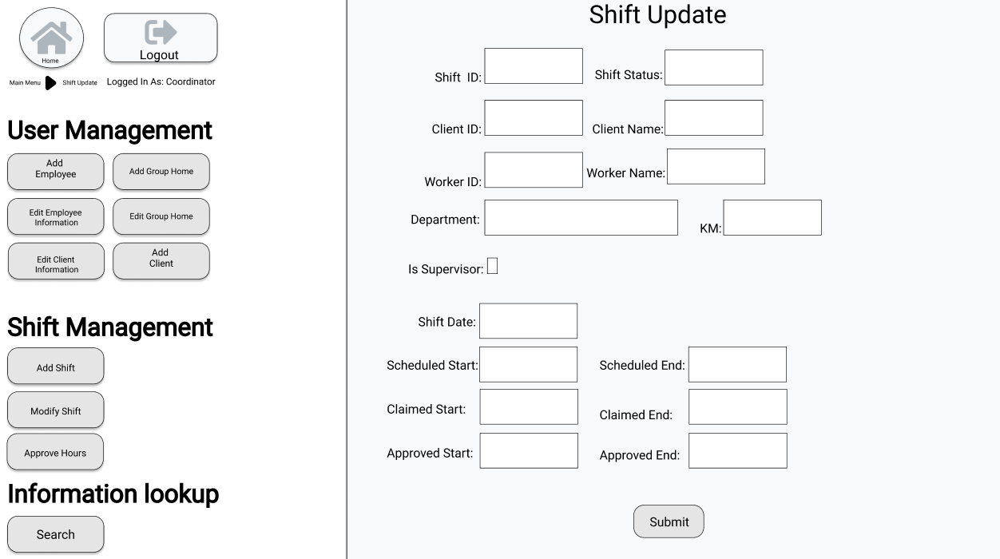 Home
Logout
Main Menu
Shift Update
Logged In As: Coordinator
User Management
Add
Employee
Add Group Home
Edit Employee
Information
Edit Group Home
Edit Client
Information
Add
Client
Shift Management
Add Shift
Modify Shift
Approve Hours
Information lookup
Search
Shift Update
Shift ID:
Shift Status:
Client ID:
Client Name:
Worker ID:
Worker Name:
Department:
KM:
Is Supervisor:
Shift Date:
Scheduled Start:
Scheduled End:
Claimed Start:
Claimed End:
Approved Start:
Approved End:
Submit